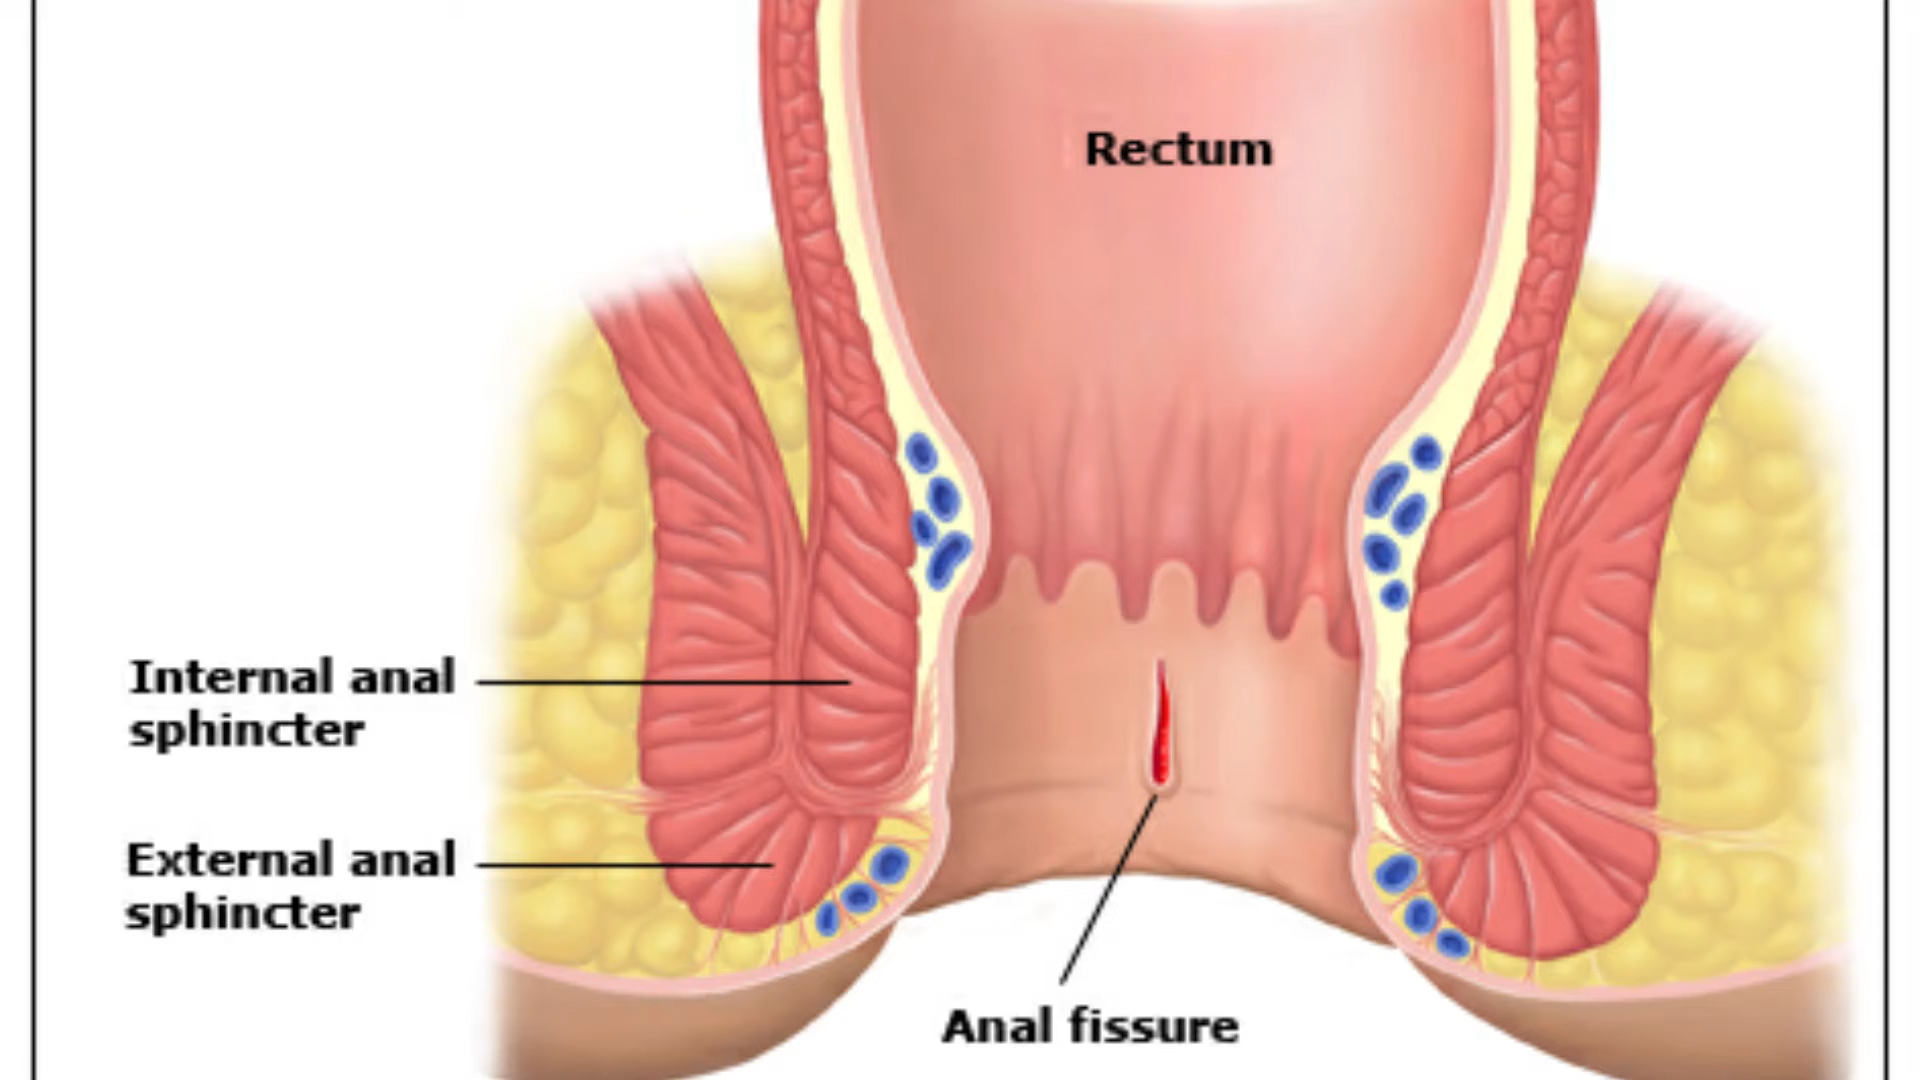 Rectum
Internal anal
sphincter
External anal
sphincter
Anal fissure